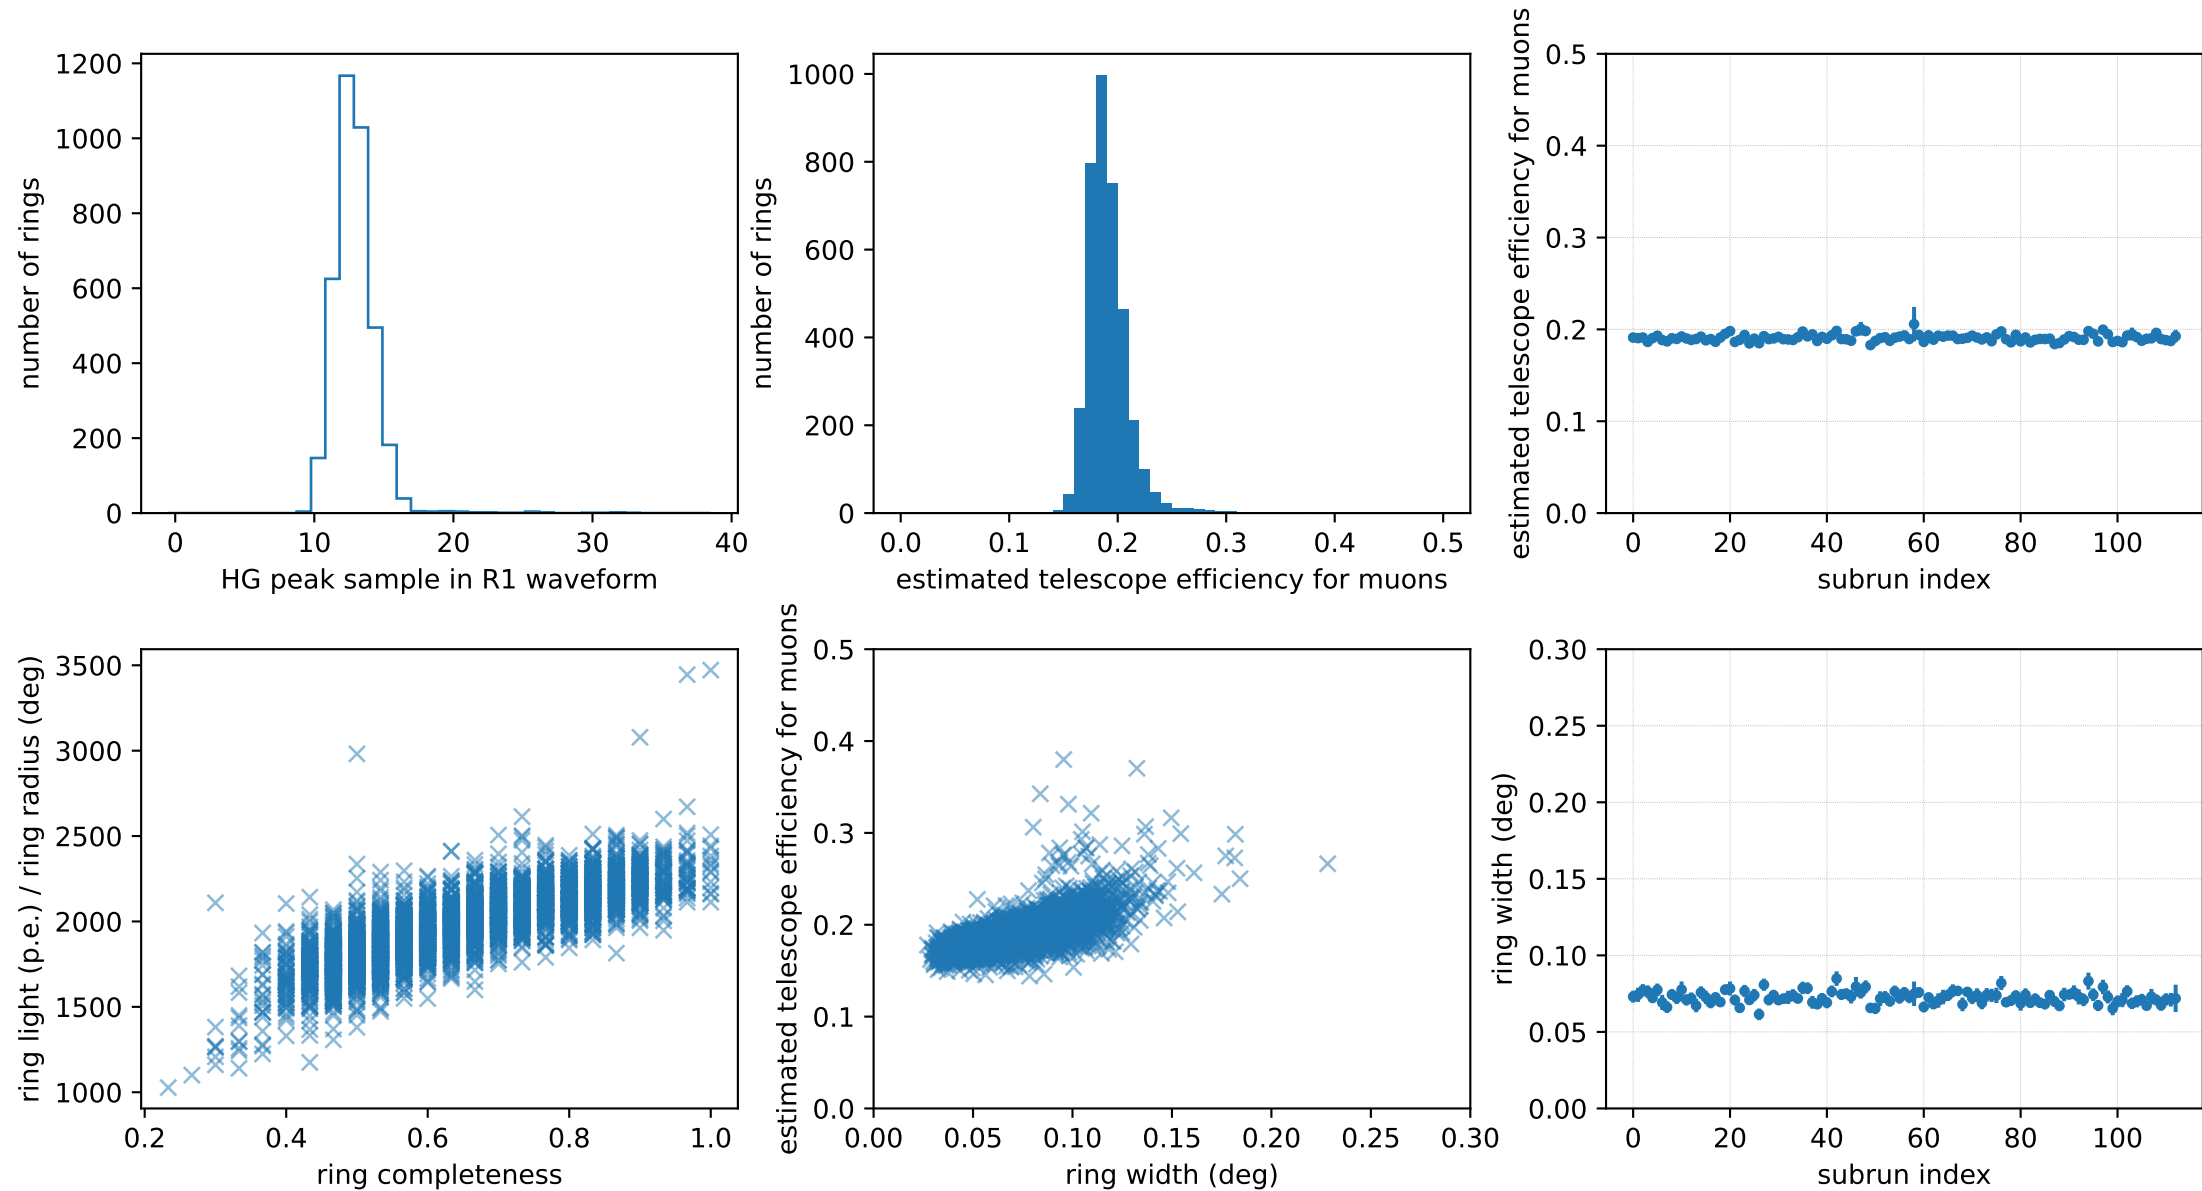 number of rings
1200
1000
800
600
400
200
0
0 10 20 30 40
HG peak sample in R1 waveform
number of rings
1000
800
600
400
200
0
0.0 0.1 0.2 0.3 0.4 0.5
estimated telescope efficiency for muons
estimated telescope efficiency for muons
0.5
0.4
0.3
0.2
0.1
0.0
0 20 40 60 80 100
subrun index
ring light (p.e.) / ring radius (deg)
3500
3000
2500
2000
1500
1000
0.2 0.4 0.6 0.8 1.0
ring completeness
estimated telescope efficiency for muons
0.5
0.4
0.3
0.2
0.1
0.0
0.00 0.05 0.10 0.15 0.20 0.25 0.30
ring width (deg)
ring width (deg)
0.30
0.25
0.20
0.15
0.10
0.05
0.00
0 20 40 60 80 100
subrun index